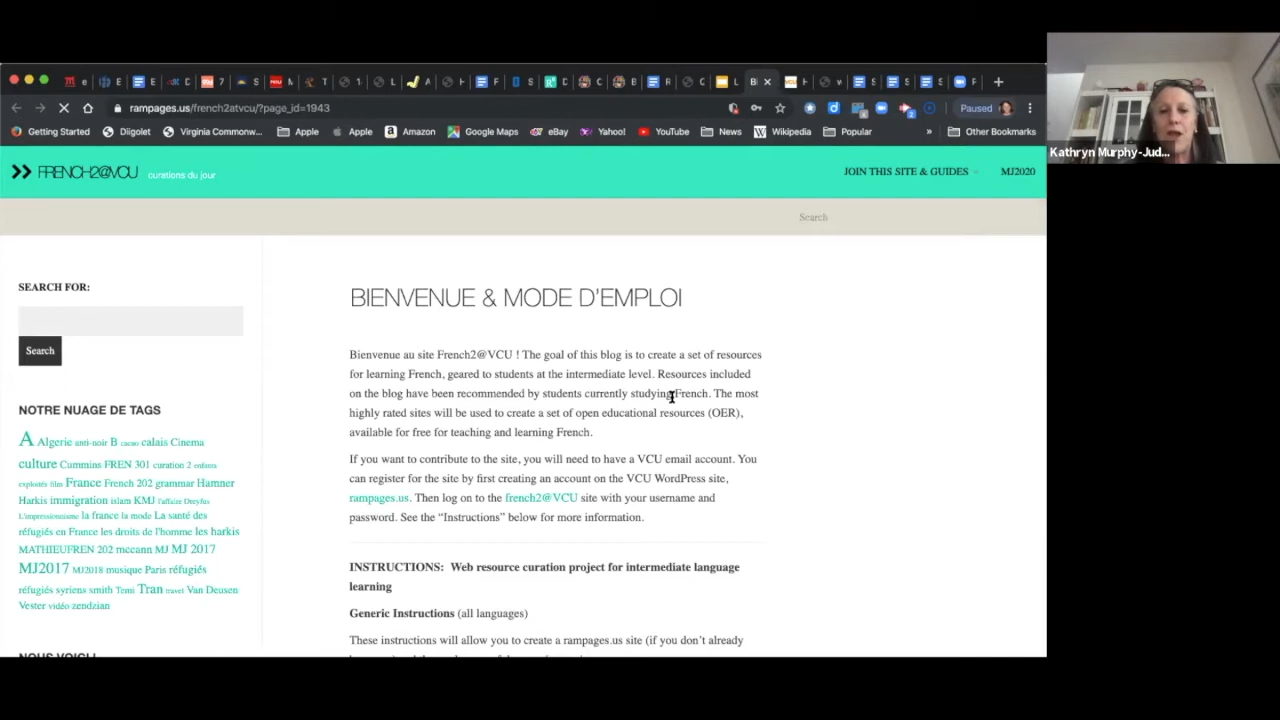 rampages.us/french2atvcu/?page_id=1943
Paused
Getting Started Diigolet Virginia Commonw... Apple Apple Amazon Google Maps eBay Yahoo! YouTube News Wikipedia Popular » Other Bookmarks
Kathryn Murphy-Jud...
FRENCH2@VCU curations du jour
JOIN THIS SITE & GUIDES MJ2020
Search
SEARCH FOR:
Search
NOTRE NUAGE DE TAGS
A Algerie anti-noir B cacao calais Cinema
culture Cummins FREN 301 curation 2 enfants
exploités film France French 202 grammar Hamner
Harkis immigration islam KMJ l'affaire Dreyfus
L'impressionnisme la france la mode La santé des
réfugiés en France les droits de l'homme les harkis
MATHIEUFREN 202 mccann MJ MJ 2017
MJ2017 MJ2018 musique Paris réfugiés
réfugiés syriens smith Temi Tran travel Van Deusen
Vester vidéo zendzian
NOUS VOICI!
BIENVENUE & MODE D'EMPLOI
Bienvenue au site French2@VCU ! The goal of this blog is to create a set of resources
for learning French, geared to students at the intermediate level. Resources included
on the blog have been recommended by students currently studying French. The most
highly rated sites will be used to create a set of open educational resources (OER),
available for free for teaching and learning French.
If you want to contribute to the site, you will need to have a VCU email account. You
can register for the site by first creating an account on the VCU WordPress site,
rampages.us. Then log on to the french2@VCU site with your username and
password. See the “Instructions” below for more information.
INSTRUCTIONS: Web resource curation project for intermediate language
learning
Generic Instructions (all languages)
These instructions will allow you to create a rampages.us site (if you don’t already